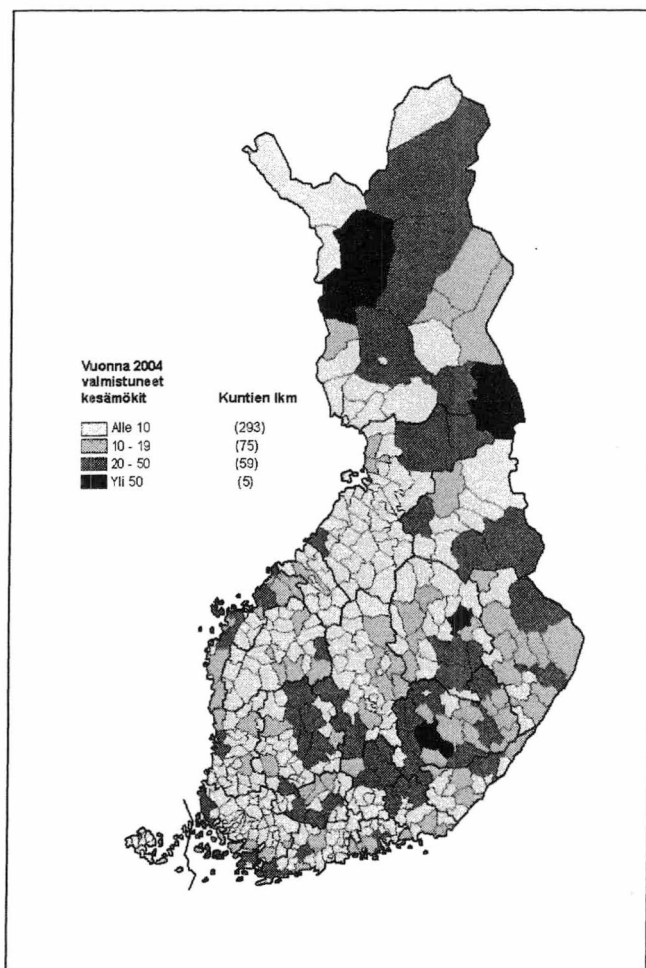 Vuonna 2004
valmistuneet
kesämökit Kuntien lkm
Alle 10 (293)
10 - 19 (75)
20 - 50 (59)
Yli 50 (5)